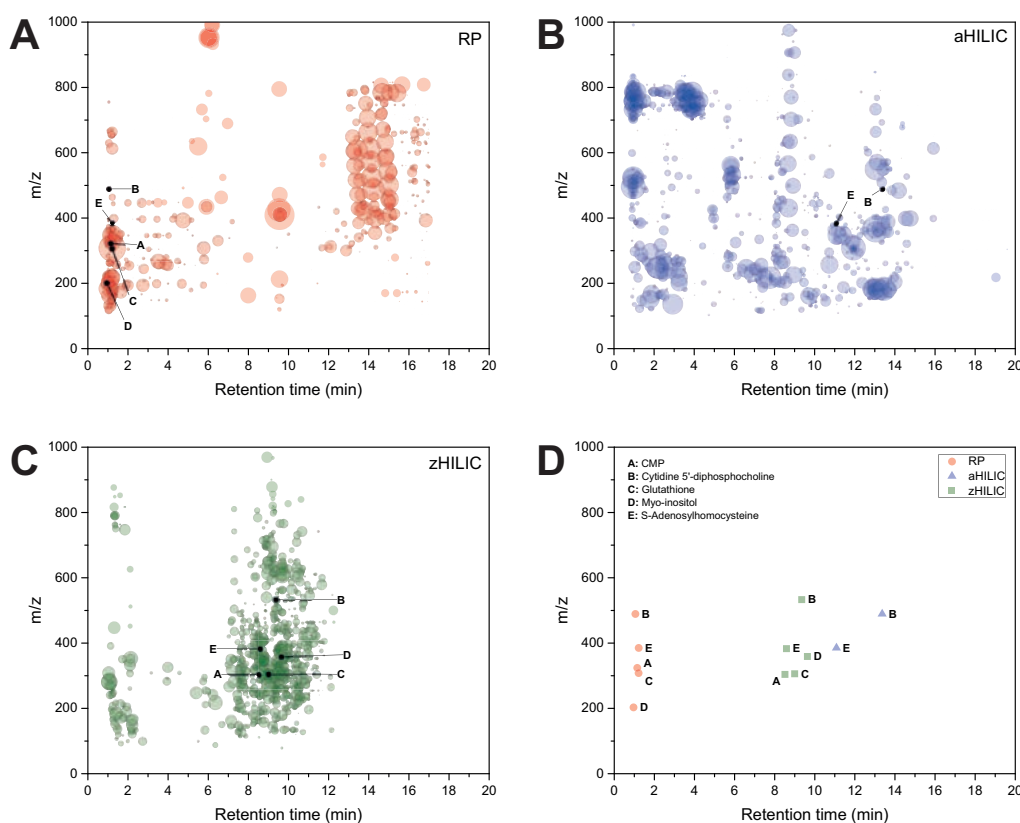 A
RP
1000
800
600
400
200
0
m/z
B
E
A
C
D
0 2 4 6 8 10 12 14 16 18 20
Retention time (min)
B
aHILIC
1000
800
600
400
200
0
m/z
E
B
0 2 4 6 8 10 12 14 16 18 20
Retention time (min)
C
zHILIC
1000
800
600
400
200
0
m/z
B
E
D
A
C
0 2 4 6 8 10 12 14 16 18 20
Retention time (min)
D
1000
800
600
400
200
0
m/z
A: CMP
B: Cytidine 5'-diphosphocholine
C: Glutathione
D: Myo-inositol
E: S-Adenosylhomocysteine
RP
aHILIC
zHILIC
B
B
B
E
E
E
A
D
C
A
C
D
0 2 4 6 8 10 12 14 16 18 20
Retention time (min)